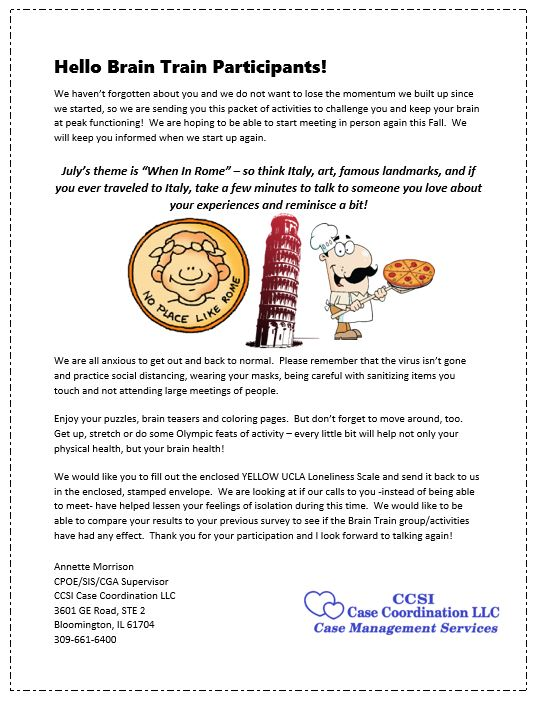 Hello Brain Train Participants!
We haven't forgotten about you and we do not want to lose the momentum we built up since
we started, so we are sending you this packet of activities to challenge you and keep your brain
at peak functioning!  We are hoping to be able to start meeting in person again this Fall.  We
will keep you informed when we start up again.
July's theme is "When In Rome" – so think Italy, art, famous landmarks, and if
you ever traveled to Italy, take a few minutes to talk to someone you love about
your experiences and reminisce a bit!
NO PLACE LIKE ROME
We are all anxious to get out and back to normal.  Please remember that the virus isn't gone
and practice social distancing, wearing your masks, being careful with sanitizing items you
touch and not attending large meetings of people.
Enjoy your puzzles, brain teasers and coloring pages.  But don't forget to move around, too.
Get up, stretch or do some Olympic feats of activity – every little bit will help not only your
physical health, but your brain health!
We would like you to fill out the enclosed YELLOW UCLA Loneliness Scale and send it back to us
in the enclosed, stamped envelope.  We are looking at if our calls to you -instead of being able
to meet- have helped lessen your feelings of isolation during this time.  We would like to be
able to compare your results to your previous survey to see if the Brain Train group/activities
have had any effect.  Thank you for your participation and I look forward to talking again!
Annette Morrison
CPOE/SIS/CGA Supervisor
CCSI Case Coordination LLC
3601 GE Road, STE 2
Bloomington, IL 61704
309-661-6400
CCSI
Case Coordination LLC
Case Management Services